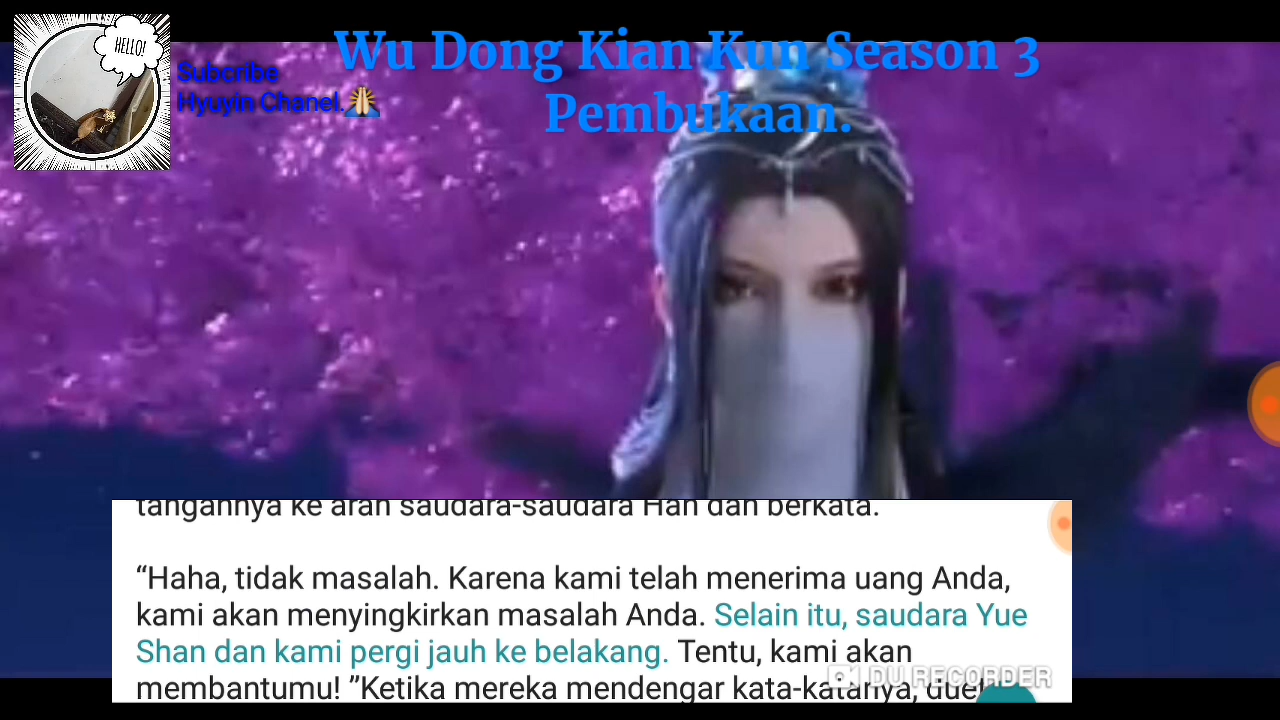 HELLO!
Subcribe
Hyuyin Chanel.🙏
Wu Dong Kian Kun Season 3
Pembukaan.
tangannya ke arah saudara-saudara Han dan berkata.
“Haha, tidak masalah. Karena kami telah menerima uang Anda,
kami akan menyingkirkan masalah Anda. Selain itu, saudara Yue
Shan dan kami pergi jauh ke belakang. Tentu, kami akan
membantumu! ”Ketika mereka mendengar kata-katanya,
DU RECORDER